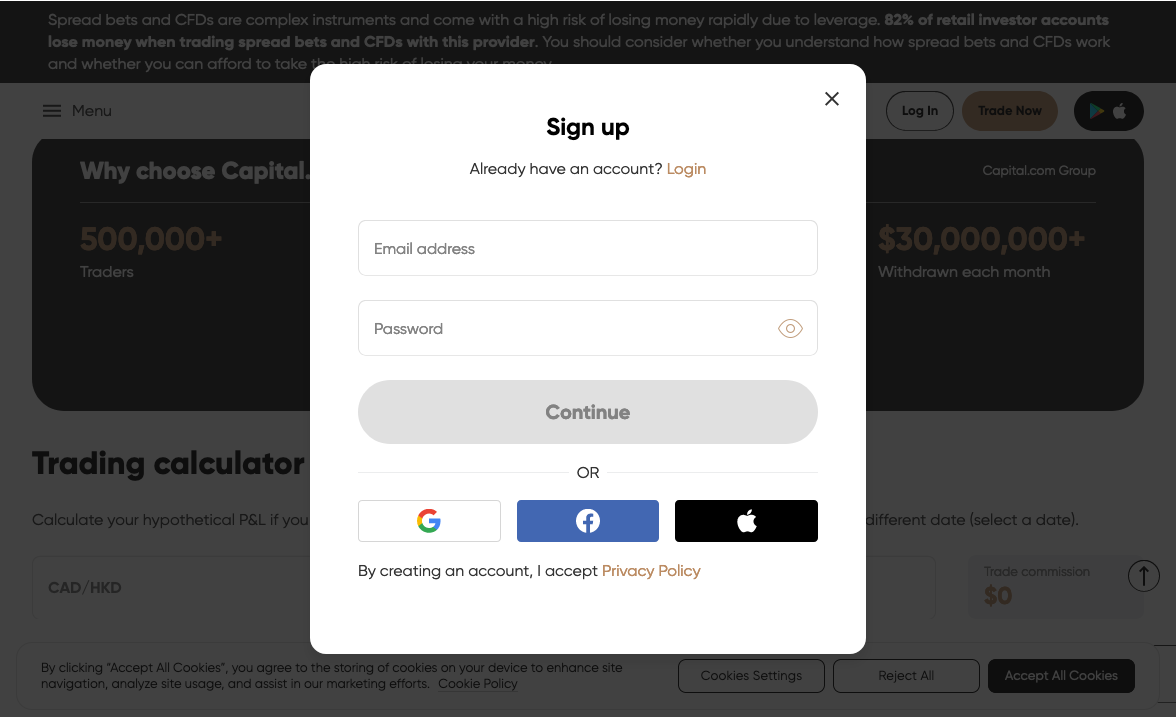 Spread bets and CFDs are complex instruments and come with a high risk of losing money rapidly due to leverage. 82% of retail investor accounts
lose money when trading spread bets and CFDs with this provider. You should consider whether you understand how spread bets and CFDs work
and whether you can afford to take the high risk of losing your money.
Menu
Log In
Trade Now
Sign up
Already have an account? Login
Why choose Capital.
Capital.com Group
500,000+
Traders
$30,000,000+
Withdrawn each month
Email address
Password
Continue
OR
Trading calculator
Calculate your hypothetical P&L if you
different date (select a date).
By creating an account, I accept Privacy Policy
CAD/HKD
Trade commission
$0
By clicking “Accept All Cookies”, you agree to the storing of cookies on your device to enhance site
navigation, analyze site usage, and assist in our marketing efforts. Cookie Policy
Cookies Settings
Reject All
Accept All Cookies